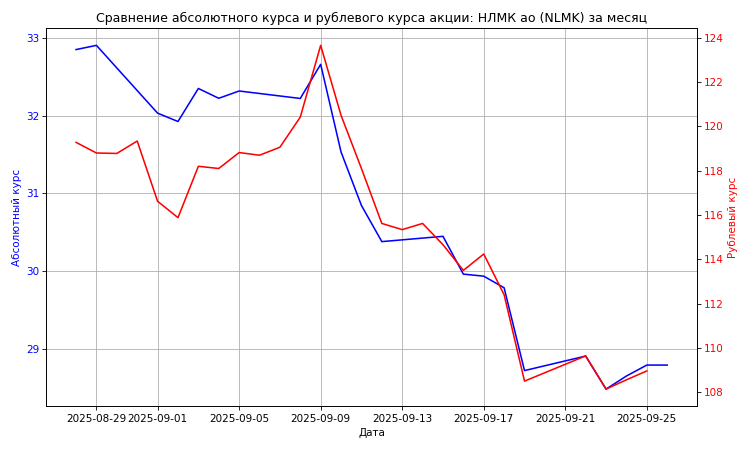 Сравнение абсолютного курса и рублевого курса акции: НЛМК ао (NLMK) за месяц
33
32
31
30
29
Абсолютный курс
124
122
120
118
116
114
112
110
108
Рублевый курс
2025-08-29 2025-09-01 2025-09-05 2025-09-09 2025-09-13 2025-09-17 2025-09-21 2025-09-25
Дата